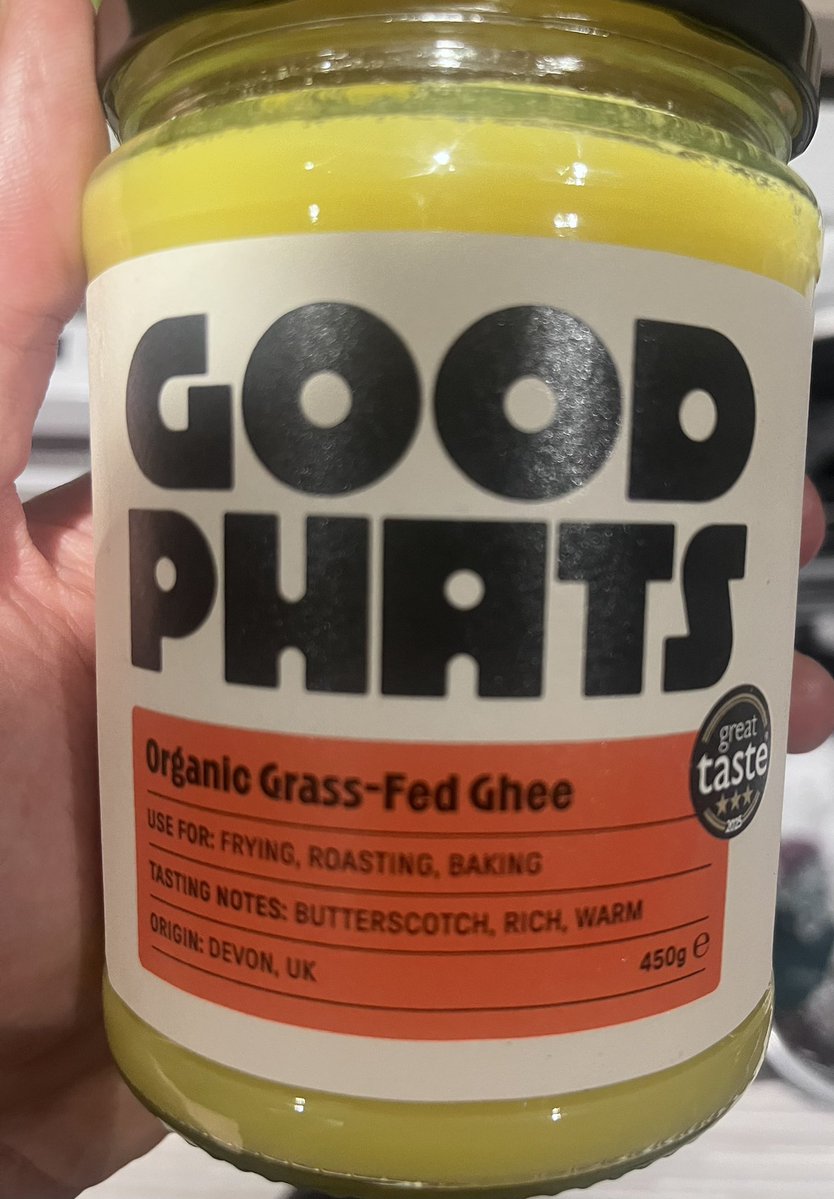 GOOD
PHATS
great
taste
2025
Organic Grass-Fed Ghee
USE FOR: FRYING, ROASTING, BAKING
TASTING NOTES: BUTTERSCOTCH, RICH, WARM
ORIGIN: DEVON, UK
450g ℮